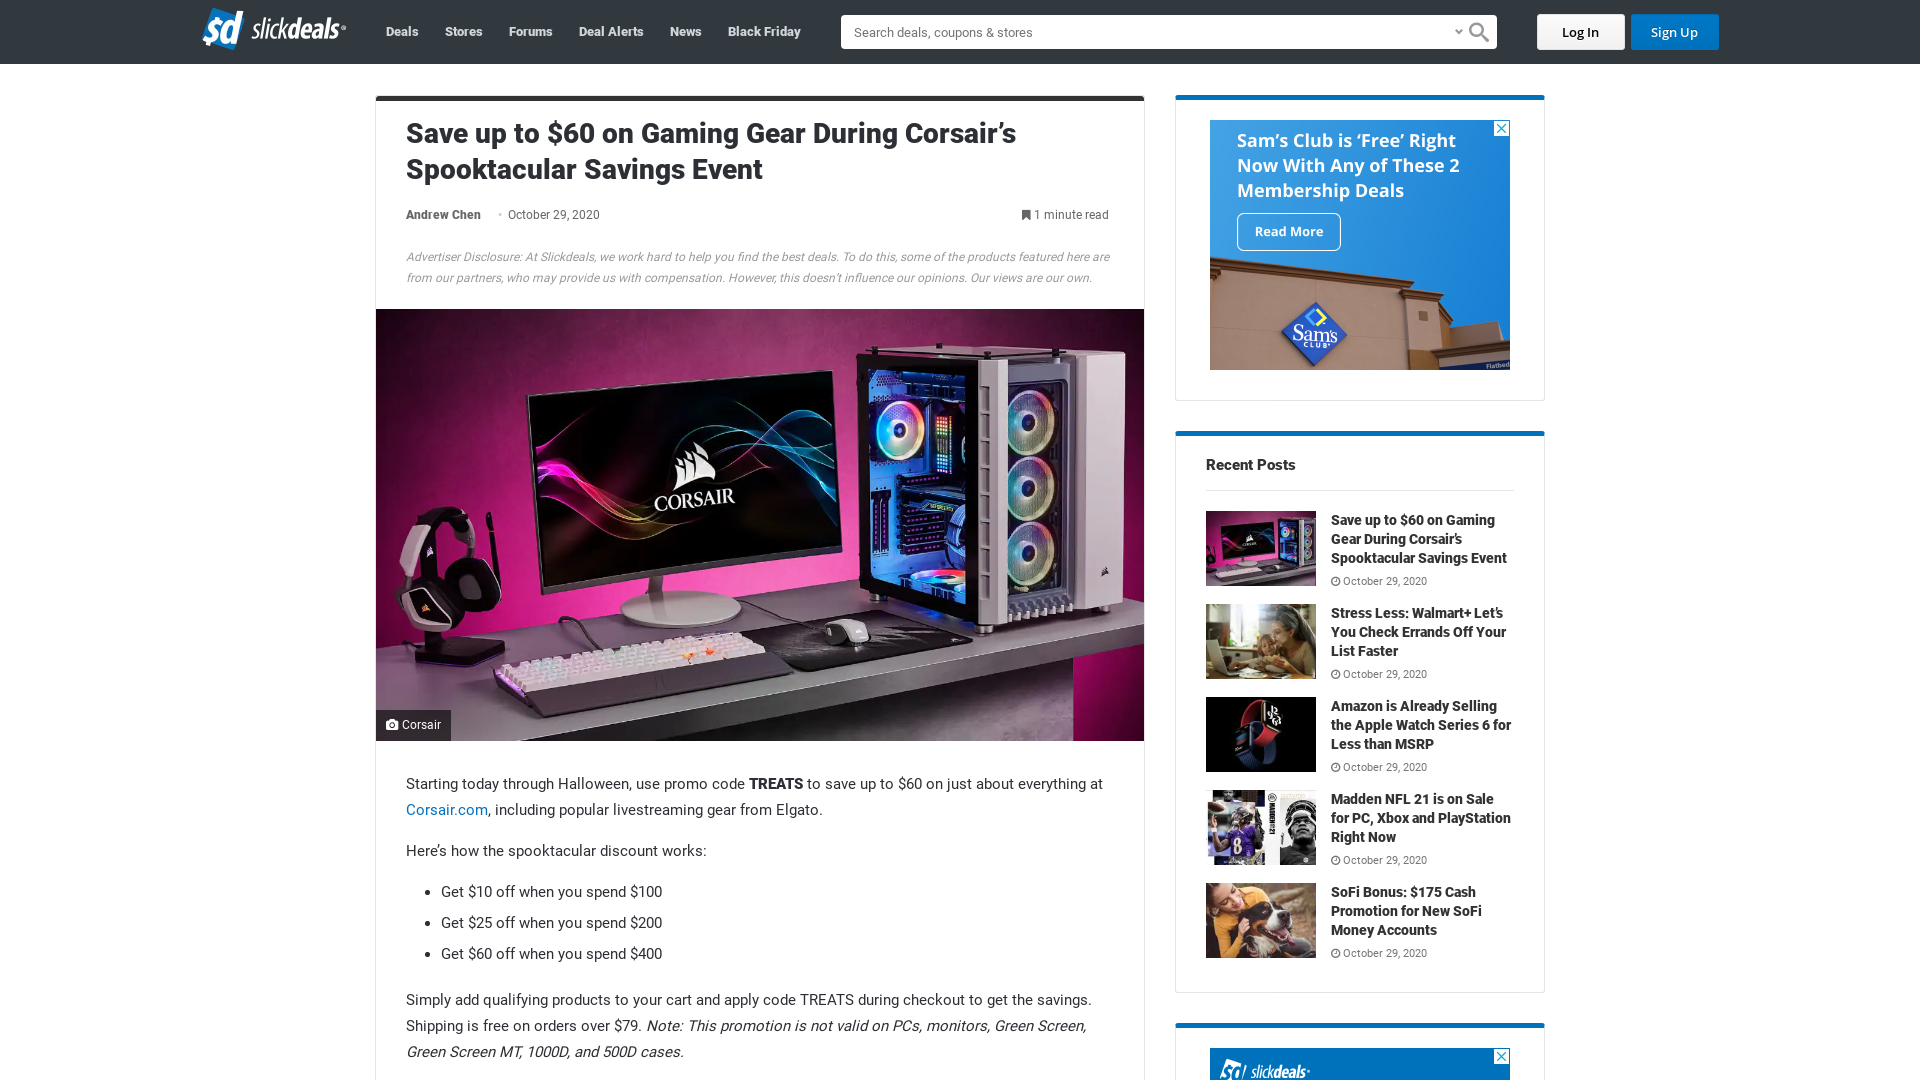 sd slickdeals
Deals
Stores
Forums
Deal Alerts
News
Black Friday
Search deals, coupons & stores
Log In
Sign Up
Save up to $60 on Gaming Gear During Corsair’s
Spooktacular Savings Event
Andrew Chen • October 29, 2020
1 minute read
Advertiser Disclosure: At Slickdeals, we work hard to help you find the best deals. To do this, some of the products featured here are
from our partners, who may provide us with compensation. However, this doesn’t influence our opinions. Our views are our own.
CORSAIR
Corsair
Starting today through Halloween, use promo code TREATS to save up to $60 on just about everything at
Corsair.com, including popular livestreaming gear from Elgato.
Here’s how the spooktacular discount works:
• Get $10 off when you spend $100
• Get $25 off when you spend $200
• Get $60 off when you spend $400
Simply add qualifying products to your cart and apply code TREATS during checkout to get the savings.
Shipping is free on orders over $79. Note: This promotion is not valid on PCs, monitors, Green Screen,
Green Screen MT, 1000D, and 500D cases.
Sam’s Club is ‘Free’ Right
Now With Any of These 2
Membership Deals
Read More
Sam's
CLUB
Flatbed
Recent Posts
Save up to $60 on Gaming
Gear During Corsair’s
Spooktacular Savings Event
October 29, 2020
Stress Less: Walmart+ Let’s
You Check Errands Off Your
List Faster
October 29, 2020
Amazon is Already Selling
the Apple Watch Series 6 for
Less than MSRP
October 29, 2020
MADDEN 21
8
Madden NFL 21 is on Sale
for PC, Xbox and PlayStation
Right Now
October 29, 2020
SoFi Bonus: $175 Cash
Promotion for New SoFi
Money Accounts
October 29, 2020
sd slickdeals